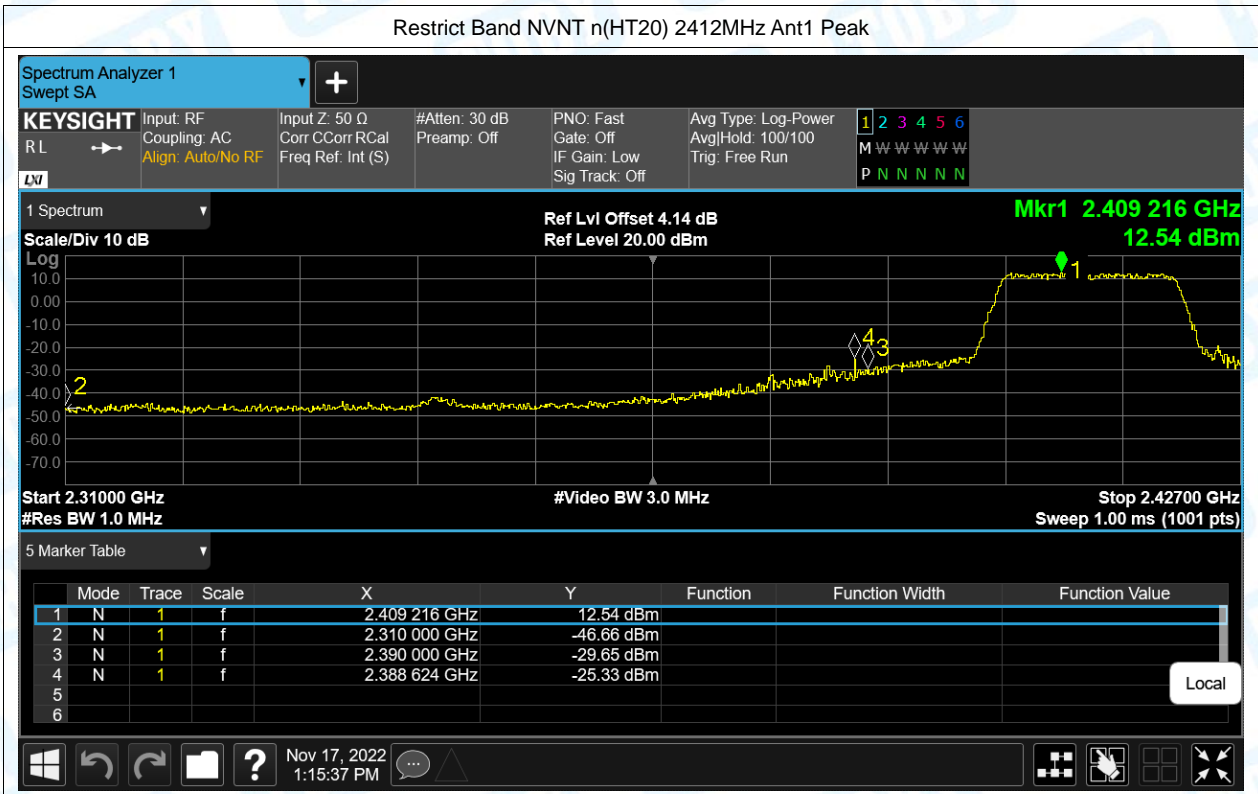 Restrict Band NVNT n(HT20) 2412MHz Ant1 Peak
Spectrum Analyzer 1
Swept SA
KEYSIGHT
R L
LXI
Input: RF
Coupling: AC
Align: Auto/No RF
Input Z: 50 Ω
Corr CCorr RCal
Freq Ref: Int (S)
#Atten: 30 dB
Preamp: Off
PNO: Fast
Gate: Off
IF Gain: Low
Sig Track: Off
Avg Type: Log-Power
Avg|Hold: 100/100
Trig: Free Run
1 2 3 4 5 6
M W W W W W
P N N N N N
1 Spectrum
Scale/Div 10 dB
Ref Lvl Offset 4.14 dB
Ref Level 20.00 dBm
Mkr1 2.409 216 GHz
12.54 dBm
Log
10.0
0.00
-10.0
-20.0
-30.0
-40.0
-50.0
-60.0
-70.0
1
2
4
3
Start 2.31000 GHz
#Res BW 1.0 MHz
#Video BW 3.0 MHz
Stop 2.42700 GHz
Sweep 1.00 ms (1001 pts)
5 Marker Table
Mode Trace Scale X Y Function Function Width Function Value
1 N 1 f 2.409 216 GHz 12.54 dBm
2 N 1 f 2.310 000 GHz -46.66 dBm
3 N 1 f 2.390 000 GHz -29.65 dBm
4 N 1 f 2.388 624 GHz -25.33 dBm
5
6
Local
?
Nov 17, 2022
1:15:37 PM